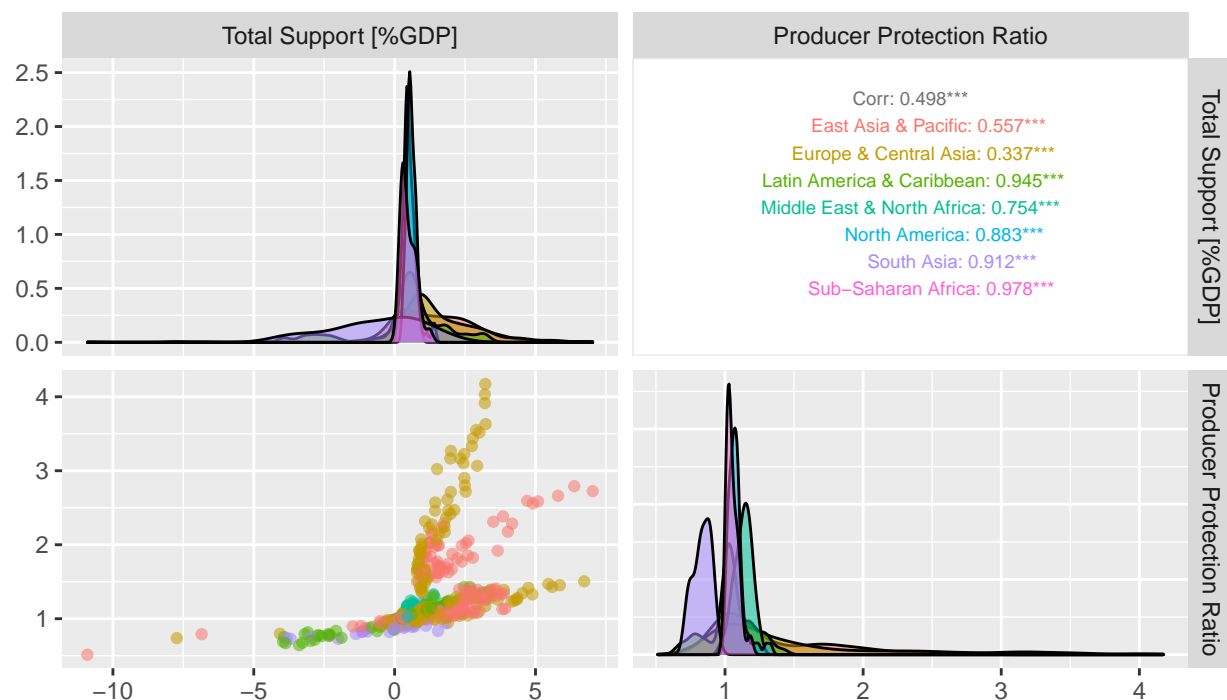 Total Support [%GDP]
Producer Protection Ratio
2.5
2.0
1.5
1.0
0.5
0.0
Corr: 0.498***
East Asia & Pacific: 0.557***
Europe & Central Asia: 0.337***
Latin America & Caribbean: 0.945***
Middle East & North Africa: 0.754***
North America: 0.883***
South Asia: 0.912***
Sub−Saharan Africa: 0.978***
Total Support [%GDP]
4
3
2
1
Producer Protection Ratio
−10
−5
0
5
1
2
3
4